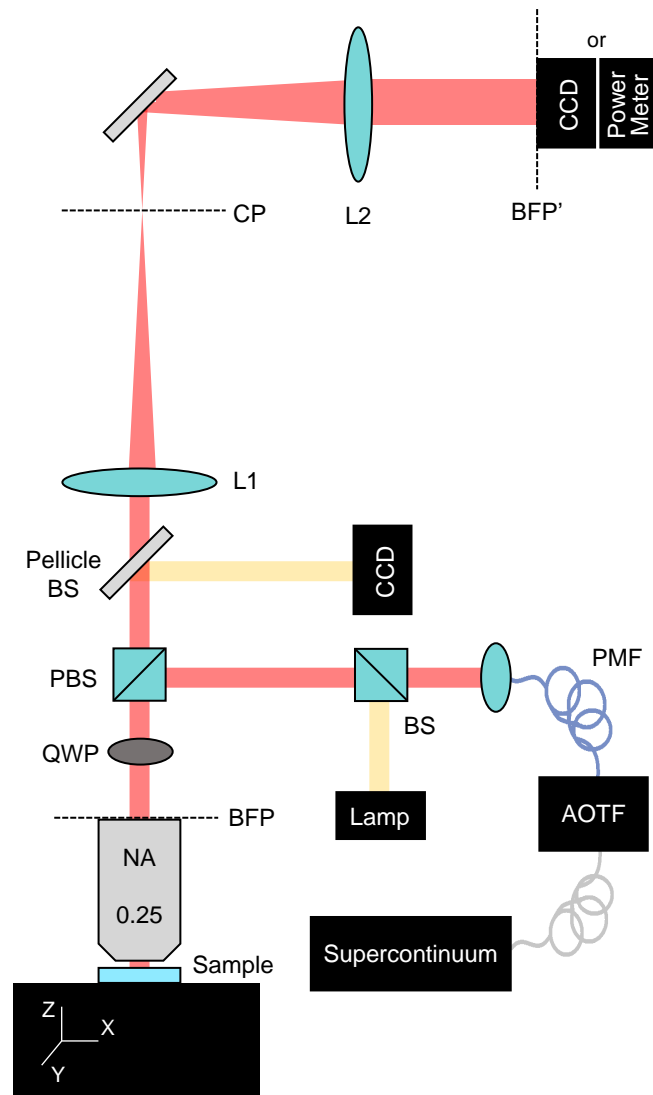 or
CCD
Power
Meter
CP
L2
BFP’
L1
Pellicle
BS
CCD
PBS
PMF
BS
QWP
AOTF
Lamp
BFP
NA
0.25
Supercontinuum
Sample
Z
X
Y